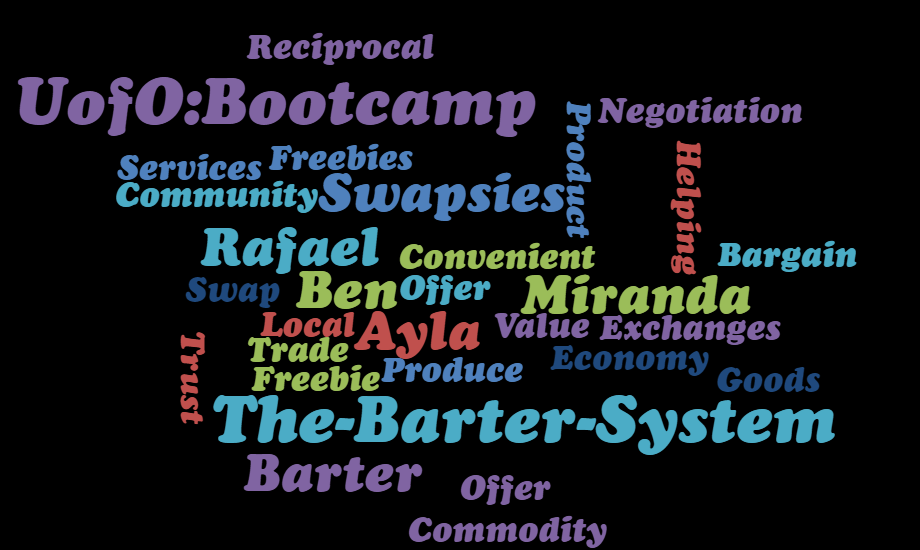 Reciprocal
UofO:Bootcamp
Negotiation
Product
Helping
Services
Freebies
Community
Swapsies
Rafael
Convenient
Bargain
Swap
Ben
Offer
Miranda
Local
Ayla
Value
Exchanges
Trust
Trade
Economy
Freebie
Produce
Goods
The-Barter-System
Barter
Offer
Commodity